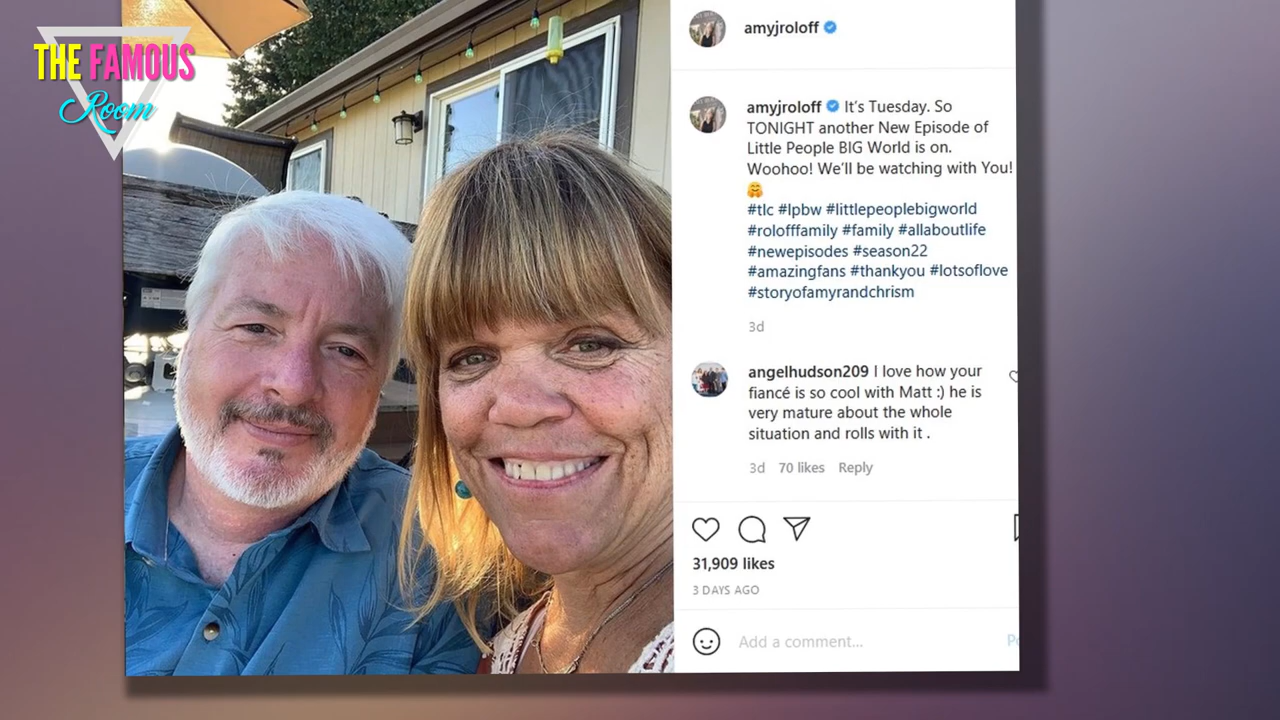 THE FAMOUS
Room
amyjroloff
amyjroloff It's Tuesday. So
TONIGHT another New Episode of
Little People BIG World is on.
Woohoo! We'll be watching with You!
🤗
#tlc #lpbw #littlepeoplebigworld
#rolofffamily #family #allaboutlife
#newepisodes #season22
#amazingfans #thankyou #lotsoflove
#storyofamyrandchrism
3d
angelhudson209 I love how your
fiancé is so cool with Matt :) he is
very mature about the whole
situation and rolls with it .
3d 70 likes Reply
31,909 likes
3 DAYS AGO
Add a comment...